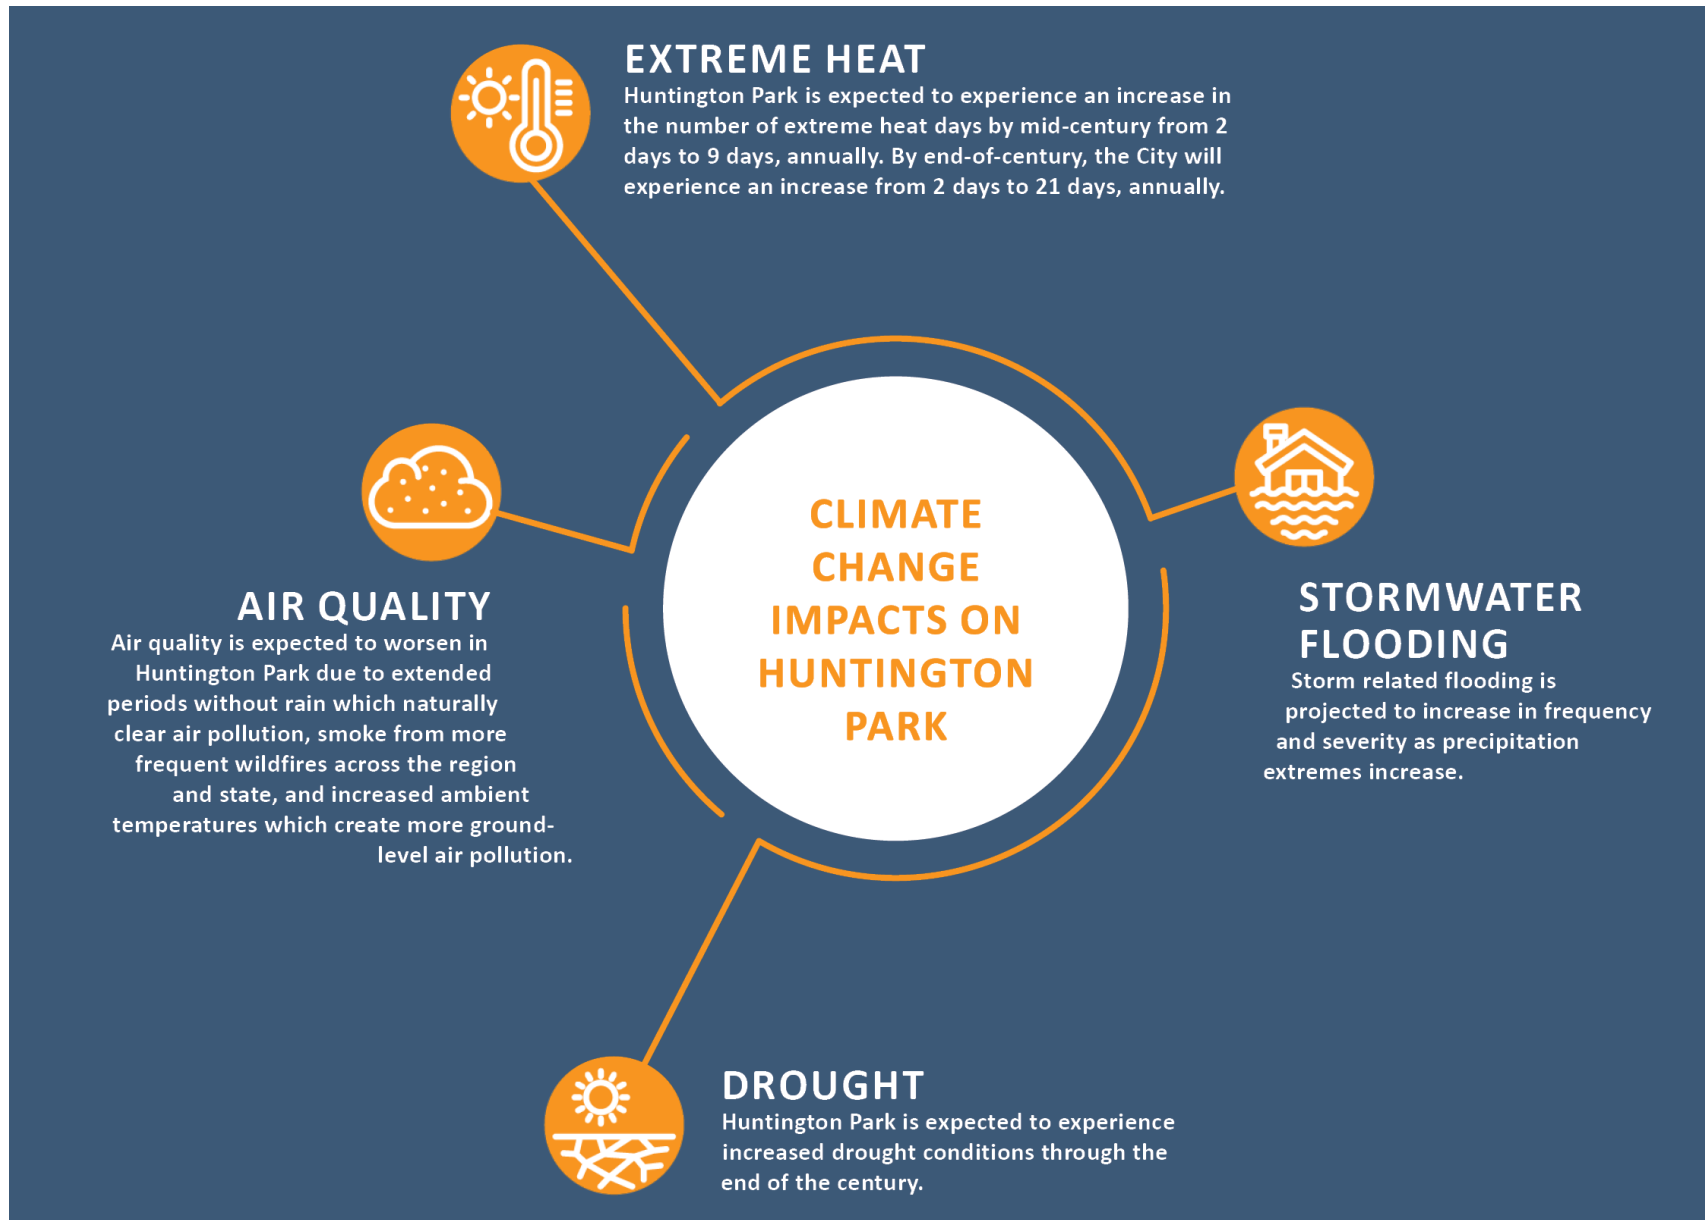 EXTREME HEAT
Huntington Park is expected to experience an increase in
the number of extreme heat days by mid-century from 2
days to 9 days, annually. By end-of-century, the City will
experience an increase from 2 days to 21 days, annually.
CLIMATE
CHANGE
IMPACTS ON
HUNTINGTON
PARK
AIR QUALITY
Air quality is expected to worsen in
Huntington Park due to extended
periods without rain which naturally
clear air pollution, smoke from more
frequent wildfires across the region
and state, and increased ambient
temperatures which create more ground-
level air pollution.
STORMWATER
FLOODING
Storm related flooding is
projected to increase in frequency
and severity as precipitation
extremes increase.
DROUGHT
Huntington Park is expected to experience
increased drought conditions through the
end of the century.